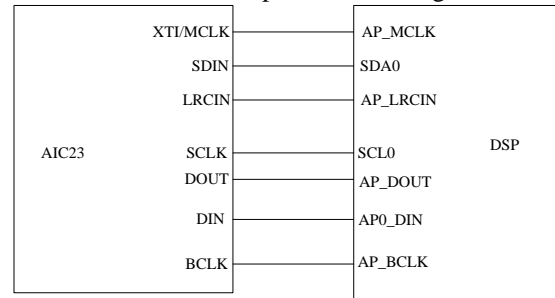 XTI/MCLK AP_MCLK
SDIN SDA0
LRCIN AP_LRCIN
AIC23 SCLK SCL0 DSP
DOUT AP_DOUT
DIN AP0_DIN
BCLK AP_BCLK